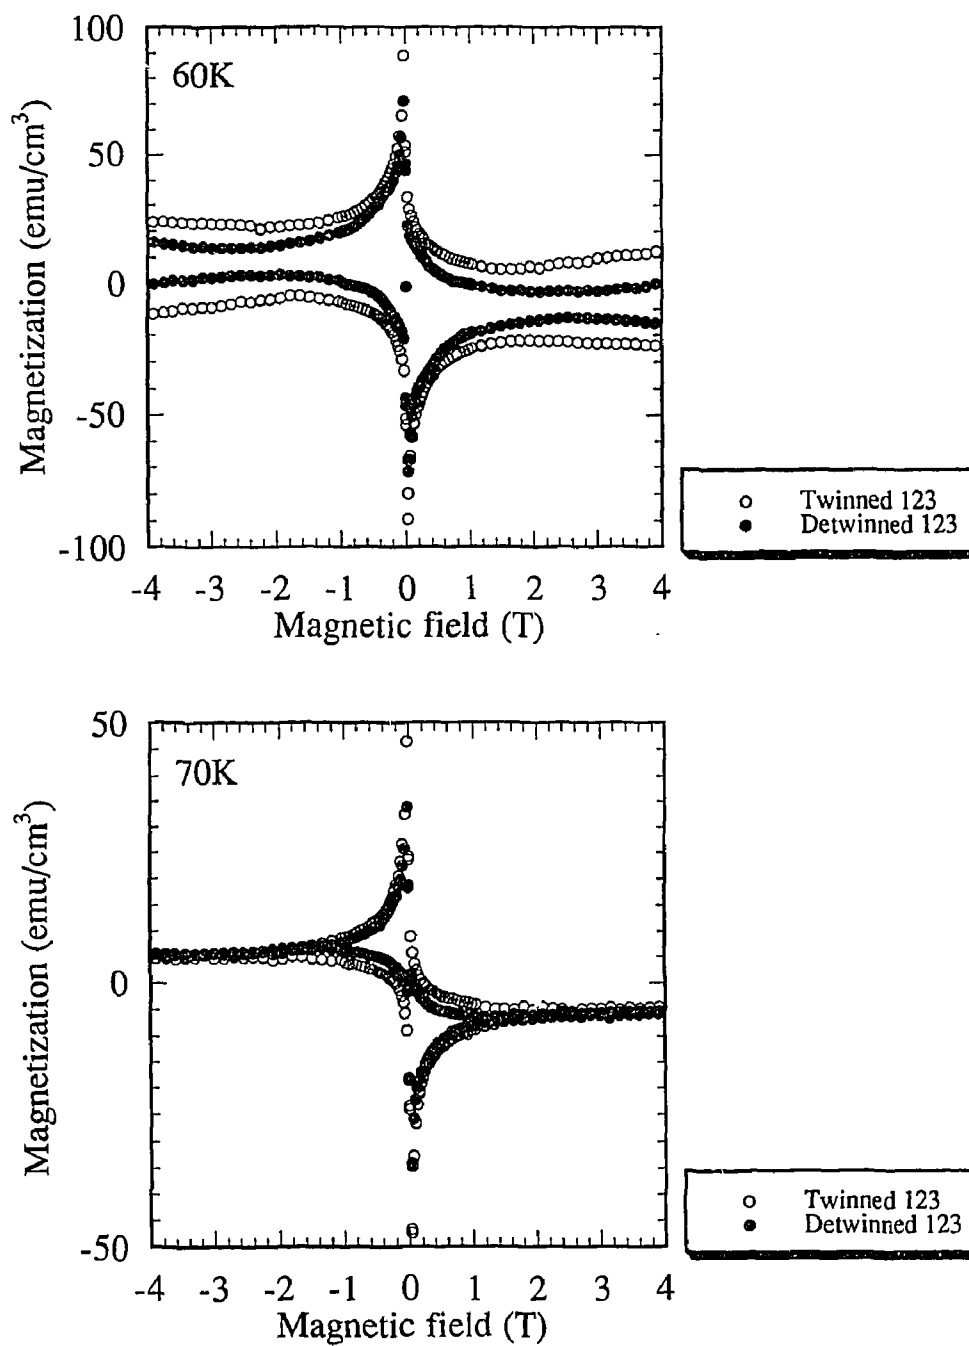 100
60K
50
0
-50
-100
Magnetization (emu/cm³)
-4 -3 -2 -1 0 1 2 3 4
Magnetic field (T)
Twinned 123
Detwinned 123
50
70K
0
-50
Magnetization (emu/cm³)
-4 -3 -2 -1 0 1 2 3 4
Magnetic field (T)
Twinned 123
Detwinned 123